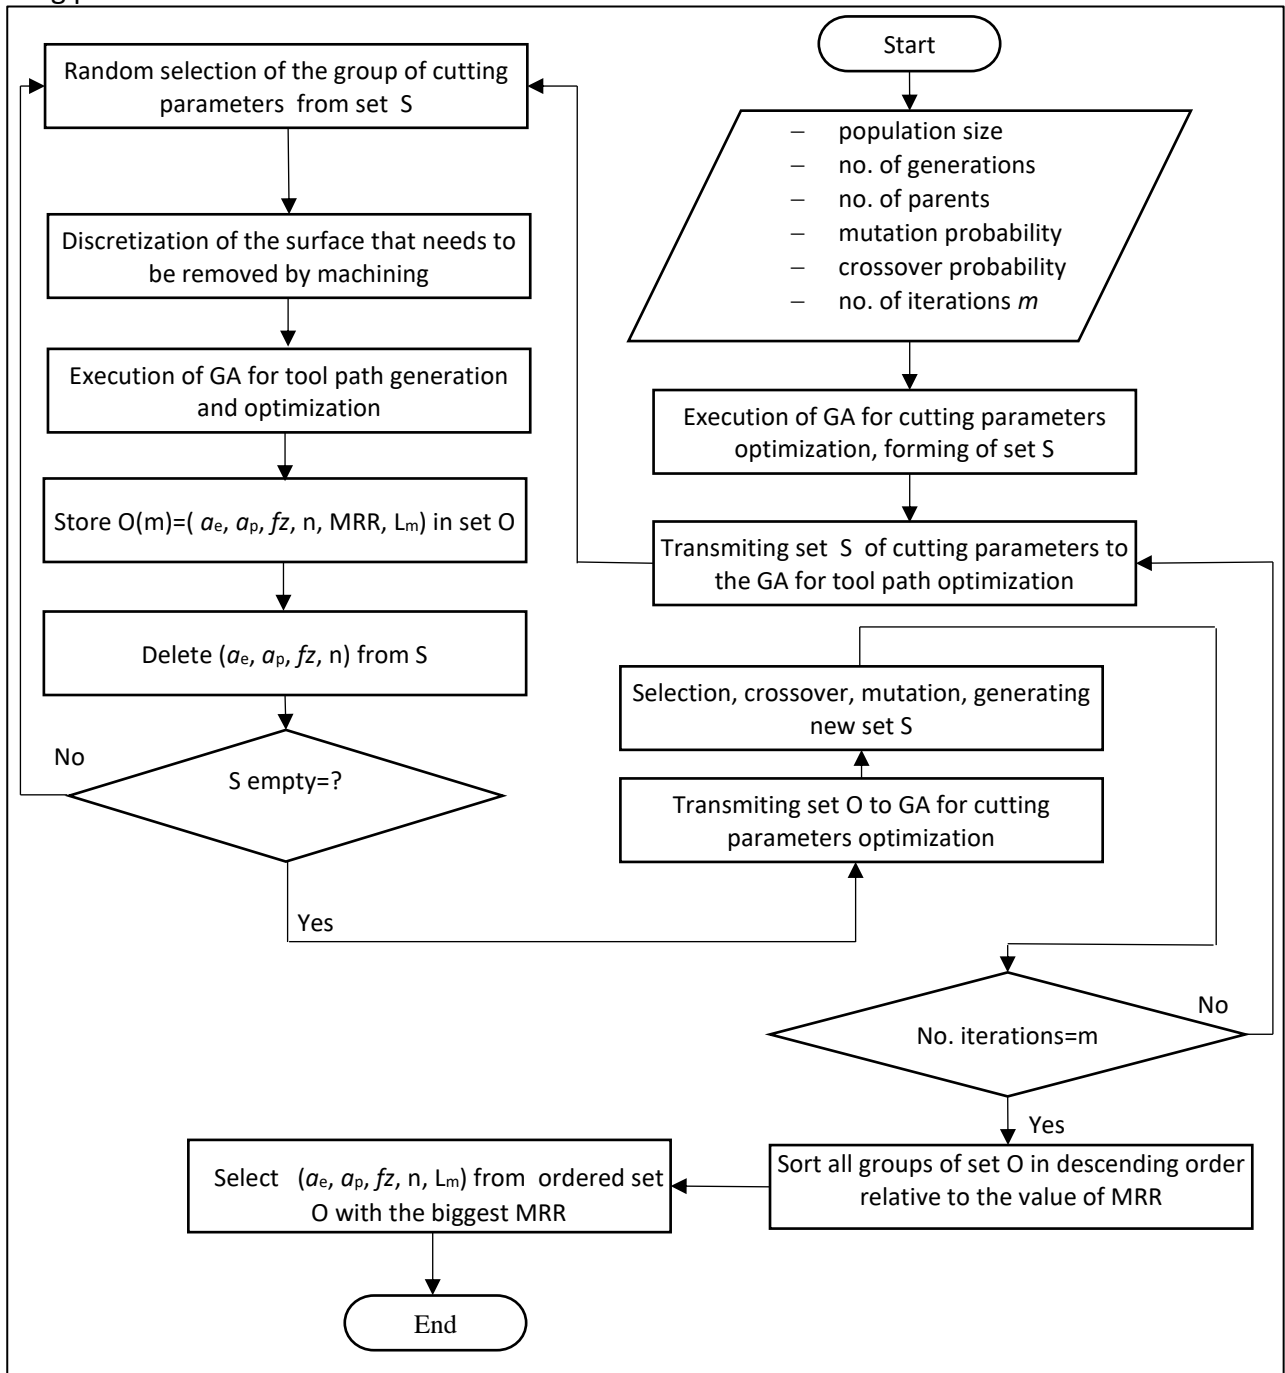 Start
– population size
– no. of generations
– no. of parents
– mutation probability
– crossover probability
– no. of iterations m
Execution of GA for cutting parameters
optimization, forming of set S
Transmiting set S of cutting parameters to
the GA for tool path optimization
Random selection of the group of cutting
parameters from set S
Discretization of the surface that needs to
be removed by machining
Execution of GA for tool path generation
and optimization
Store O(m)=( ae, ap, fz, n, MRR, Lm) in set O
Delete (ae, ap, fz, n) from S
No
S empty=?
Yes
Transmiting set O to GA for cutting
parameters optimization
Selection, crossover, mutation, generating
new set S
No
No. iterations=m
Yes
Sort all groups of set O in descending order
relative to the value of MRR
Select (ae, ap, fz, n, Lm) from ordered set
O with the biggest MRR
End